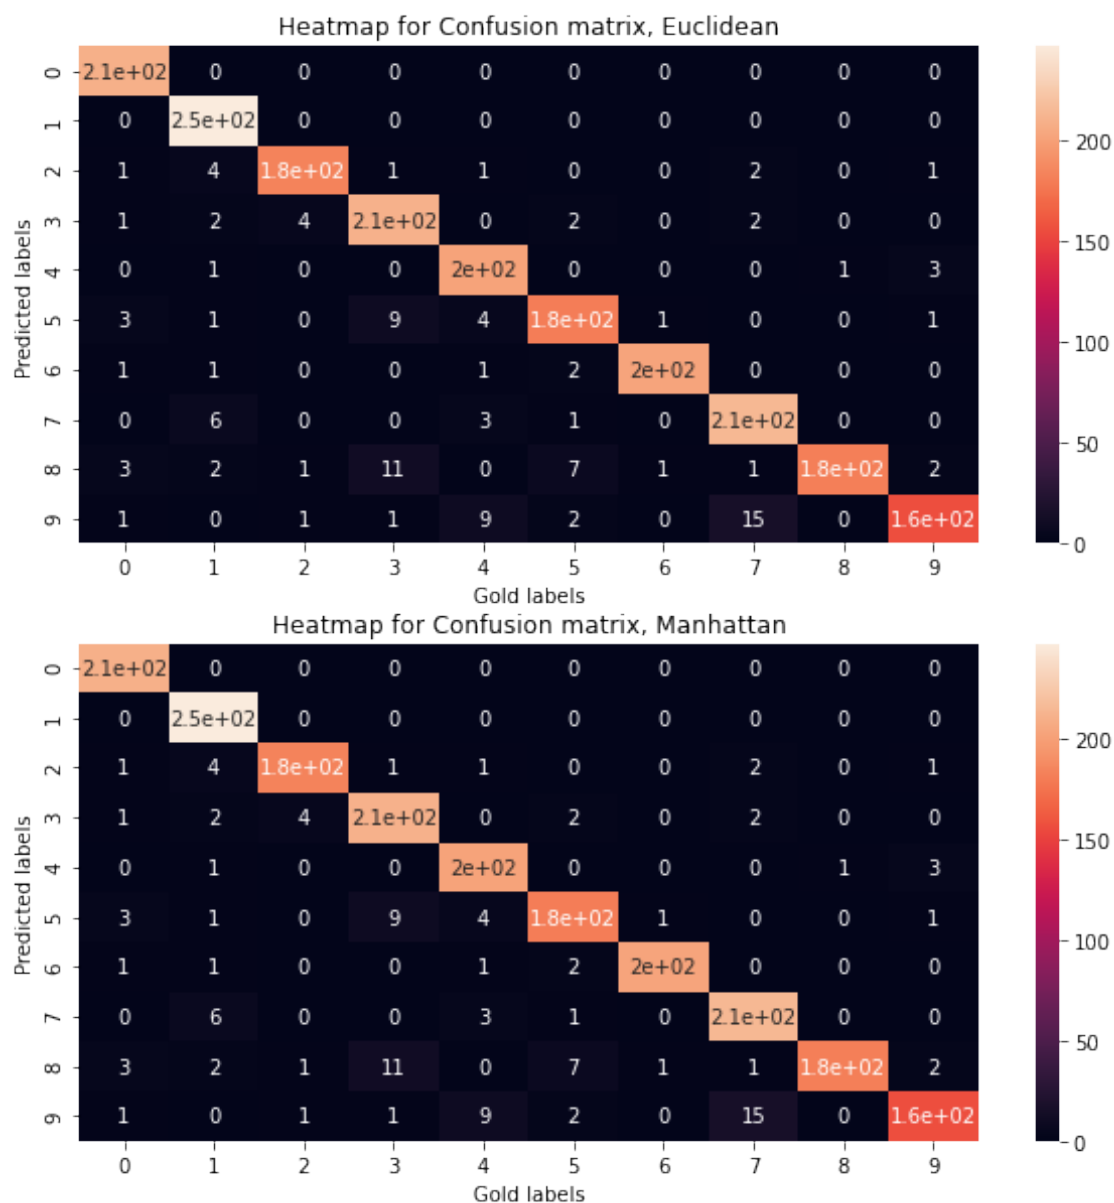 Heatmap for Confusion matrix, Euclidean
0 2.1e+02 0 0 0 0 0 0 0 0 0
1 0 2.5e+02 0 0 0 0 0 0 0 0
2 1 4 1.8e+02 1 1 0 0 2 0 1
3 1 2 4 2.1e+02 0 2 0 2 0 0
4 0 1 0 0 2e+02 0 0 0 1 3
5 3 1 0 9 4 1.8e+02 1 0 0 1
6 1 1 0 0 1 2 2e+02 0 0 0
7 0 6 0 0 3 1 0 2.1e+02 0 0
8 3 2 1 11 0 7 1 1 1.8e+02 2
9 1 0 1 1 9 2 0 15 0 1.6e+02
0 1 2 3 4 5 6 7 8 9
Predicted labels
Gold labels
200
150
100
50
0
Heatmap for Confusion matrix, Manhattan
0 2.1e+02 0 0 0 0 0 0 0 0 0
1 0 2.5e+02 0 0 0 0 0 0 0 0
2 1 4 1.8e+02 1 1 0 0 2 0 1
3 1 2 4 2.1e+02 0 2 0 2 0 0
4 0 1 0 0 2e+02 0 0 0 1 3
5 3 1 0 9 4 1.8e+02 1 0 0 1
6 1 1 0 0 1 2 2e+02 0 0 0
7 0 6 0 0 3 1 0 2.1e+02 0 0
8 3 2 1 11 0 7 1 1 1.8e+02 2
9 1 0 1 1 9 2 0 15 0 1.6e+02
0 1 2 3 4 5 6 7 8 9
Predicted labels
Gold labels
200
150
100
50
0